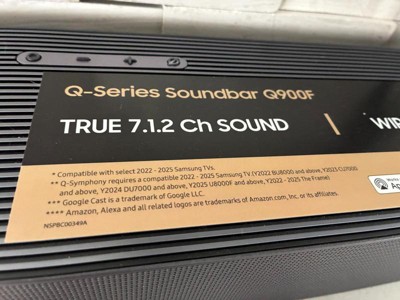 Q-Series Soundbar Q900F
TRUE 7.1.2 Ch SOUND | WIR
* Compatible with select 2022 - 2025 Samsung TVs.
** Q-Symphony requires a compatible 2022 - 2025 Samsung TV.(Y2022 BU8000 and above, Y2023 CU7000
and above, Y2024 DU7000 and above, Y2025 U8000F and above, Y2022 - 2025 The Frame)
*** Google Cast is a trademark of Google LLC.
**** Amazon, Alexa and all related logos are trademarks of Amazon.com, Inc. or its affiliates.
NSPBC00349A